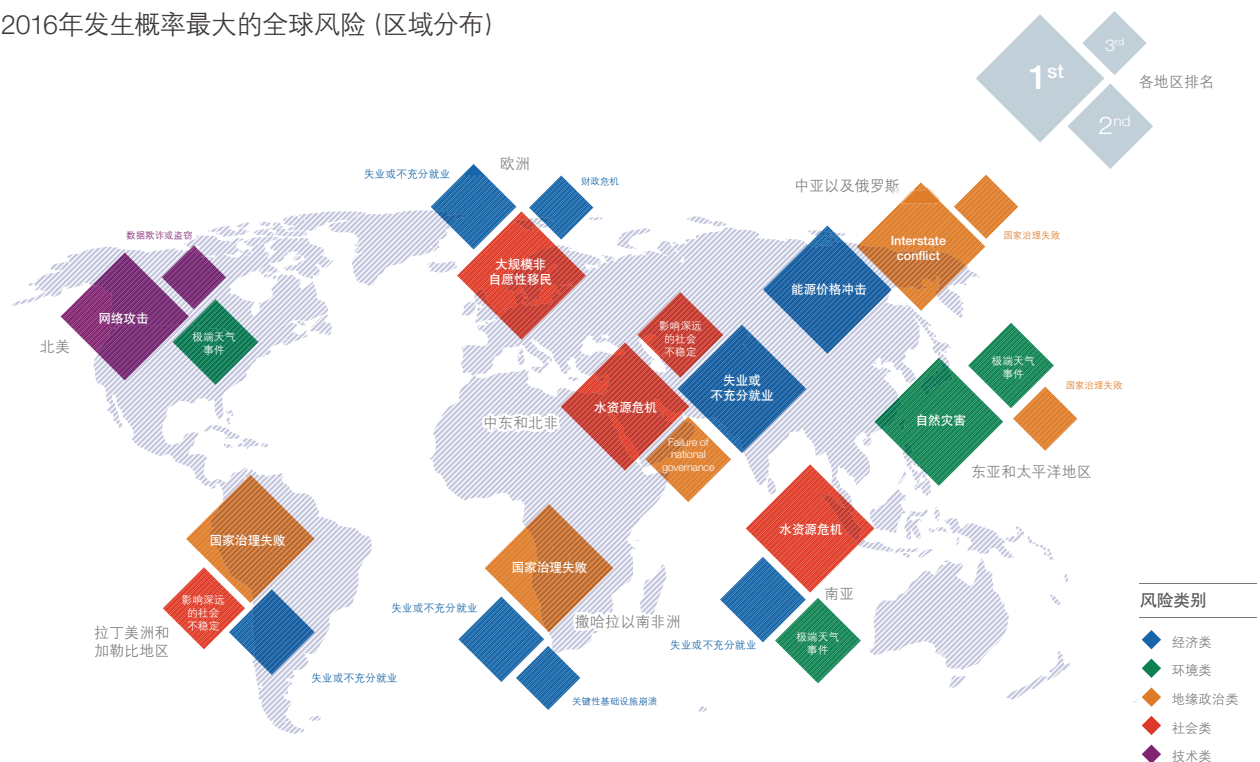 2016年发生概率最大的全球风险 (区域分布)
1st
3rd
2nd
各地区排名
欧洲
失业或不充分就业
财政危机
大规模非
自愿性移民
中亚以及俄罗斯
Interstate
conflict
国家治理失败
能源价格冲击
数据欺诈或盗窃
网络攻击
极端天气
事件
北美
影响深远
的社会
不稳定
失业或
不充分就业
水资源危机
中东和北非
Failure of
national
governance
极端天气
事件
国家治理失败
自然灾害
东亚和太平洋地区
国家治理失败
影响深远
的社会
不稳定
拉丁美洲和
加勒比地区
失业或不充分就业
国家治理失败
失业或不充分就业
撒哈拉以南非洲
关键性基础设施崩溃
水资源危机
南亚
失业或不充分就业
极端天气
事件
风险类别
经济类
环境类
地缘政治类
社会类
技术类